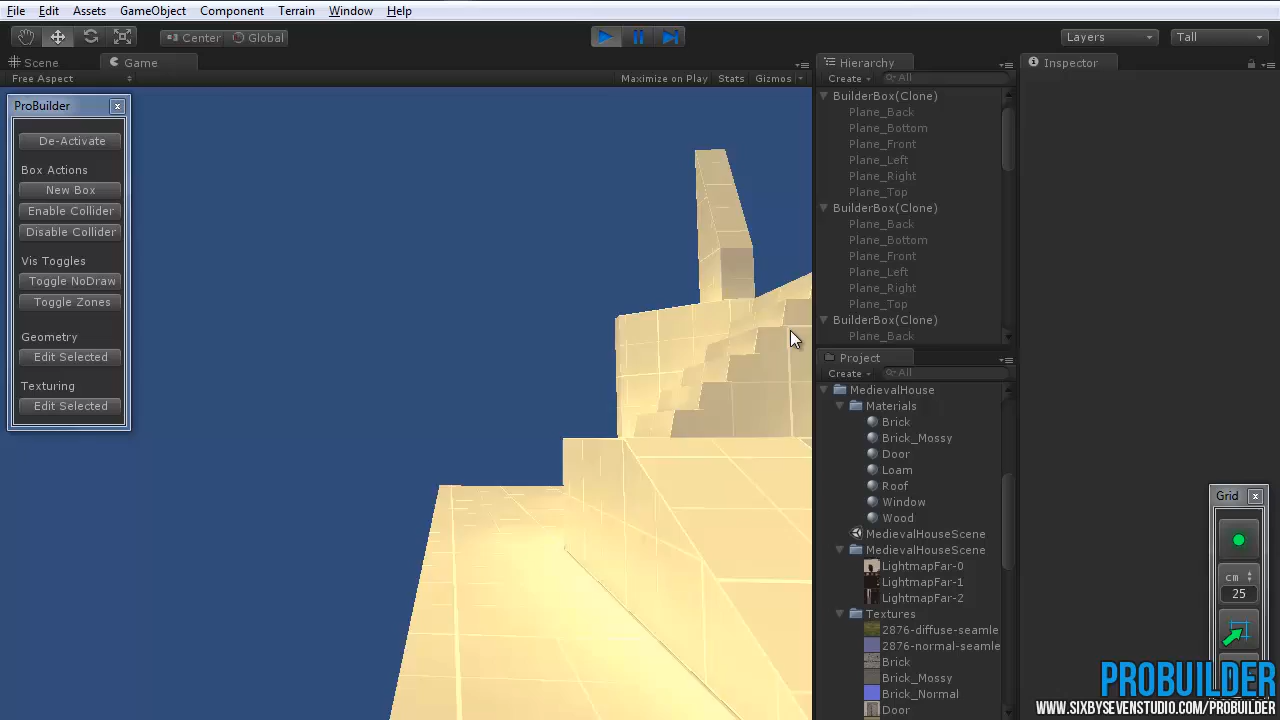 File Edit Assets GameObject Component Terrain Window Help
Center Global Layers Tall
Scene Game
Free Aspect Maximize on Play Stats Gizmos
ProBuilder
De-Activate
Box Actions
New Box
Enable Collider
Disable Collider
Vis Toggles
Toggle NoDraw
Toggle Zones
Geometry
Edit Selected
Texturing
Edit Selected
Hierarchy
Create All
BuilderBox(Clone)
Plane_Back
Plane_Bottom
Plane_Front
Plane_Left
Plane_Right
Plane_Top
BuilderBox(Clone)
Plane_Back
Plane_Bottom
Plane_Front
Plane_Left
Plane_Right
Plane_Top
BuilderBox(Clone)
Plane_Back
Project
Create All
MedievalHouse
Materials
Brick
Brick_Mossy
Door
Loam
Roof
Window
Wood
MedievalHouseScene
MedievalHouseScene
LightmapFar-0
LightmapFar-1
LightmapFar-2
Textures
2876-diffuse-seamle
2876-normal-seamle
Brick
Brick_Mossy
Brick_Normal
Door
Inspector
Grid
cm
25
PROBUILDER
WWW.SIXBYSEVENSTUDIO.COM/PROBUILDER